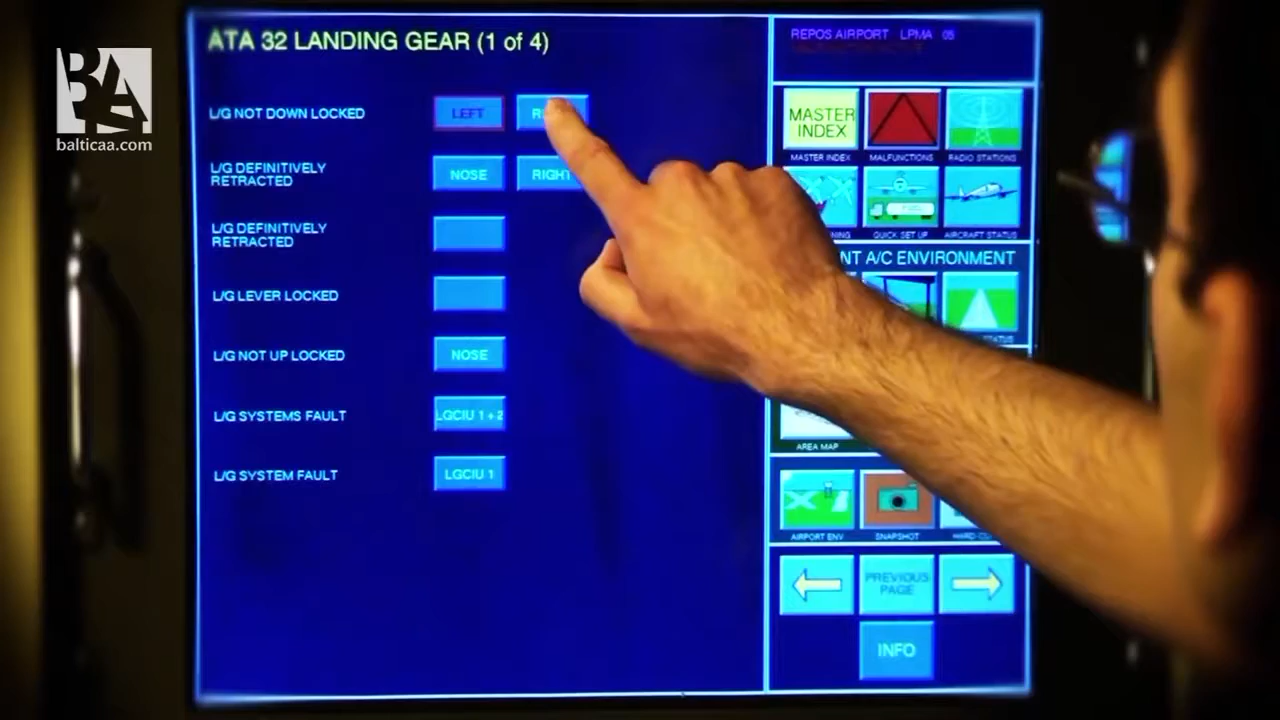 BAA
balticaa.com
ATA 32 LANDING GEAR (1 of 4)
REPOS AIRPORT LPMA 05
L/G NOT DOWN LOCKED LEFT
MASTER INDEX
MASTER INDEX MALFUNCTIONS RADIO STATIONS
L/G DEFINITIVELY RETRACTED NOSE RIGHT
QUICK SET UP AIRCRAFT STATUS
L/G DEFINITIVELY RETRACTED
A/C ENVIRONMENT
L/G LEVER LOCKED
L/G NOT UP LOCKED NOSE
L/G SYSTEMS FAULT LGCIU 1 + 2
AREA MAP
L/G SYSTEM FAULT LGCIU 1
AIRPORT ENV SNAPSHOT
PREVIOUS PAGE
INFO